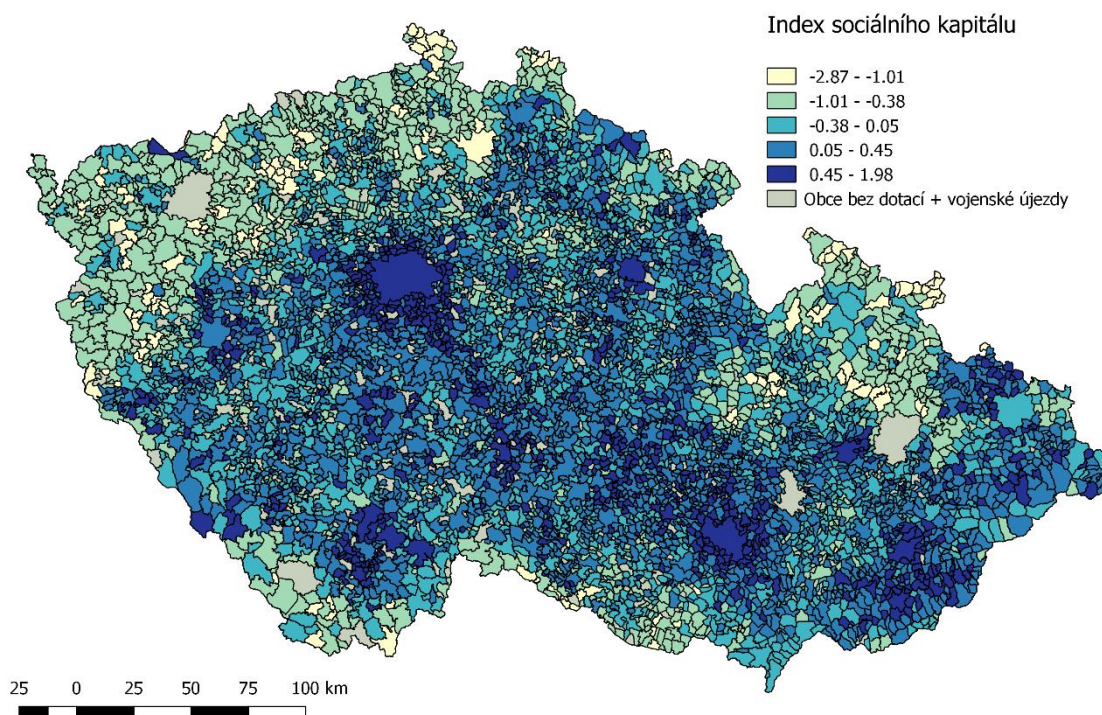 Index sociálního kapitálu
-2.87 - -1.01
-1.01 - -0.38
-0.38 - 0.05
0.05 - 0.45
0.45 - 1.98
Obce bez dotací + vojenské újezdy
25 0 25 50 75 100 km